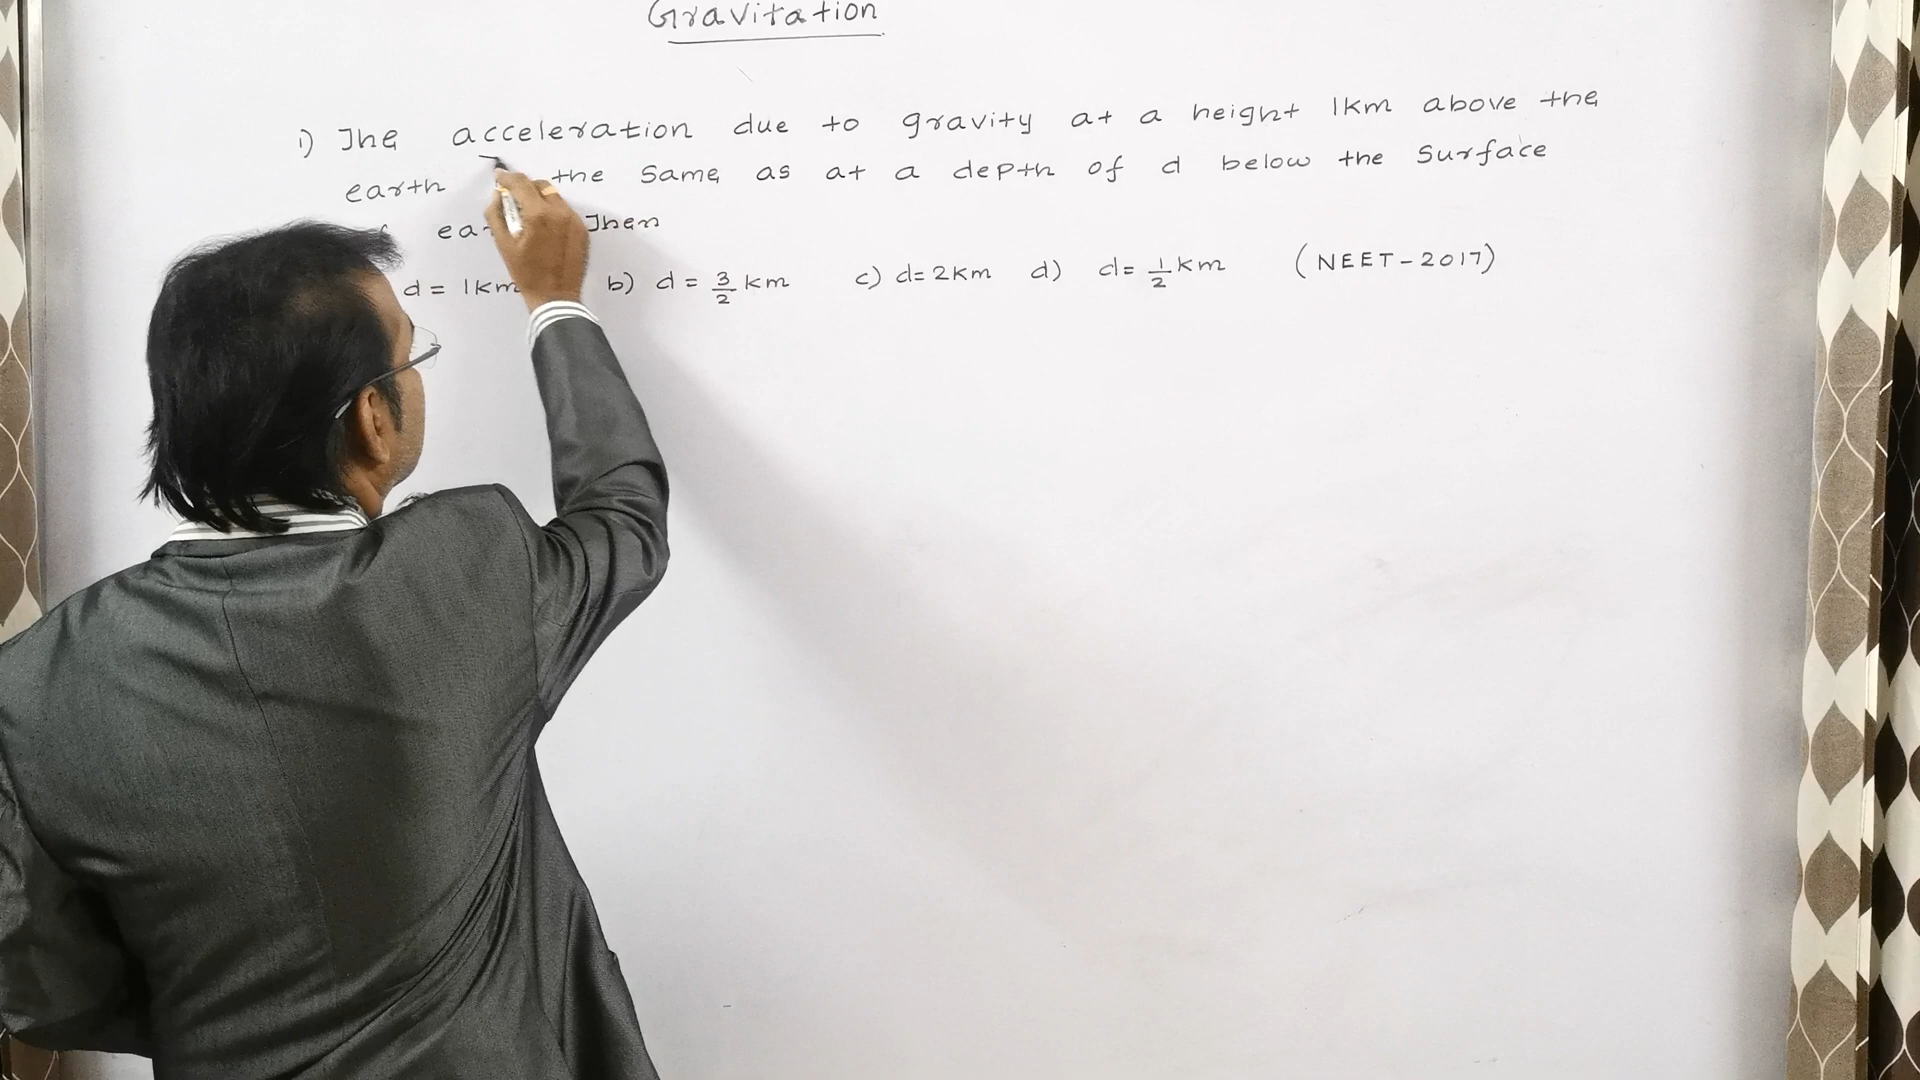 Gravitation
1) The acceleration due to gravity at a height 1km above the
earth the same as at a depth of d below the surface
Then
d = 1km b) d = 3/2 km c) d= 2km d) d= 1/2 km (NEET-2017)